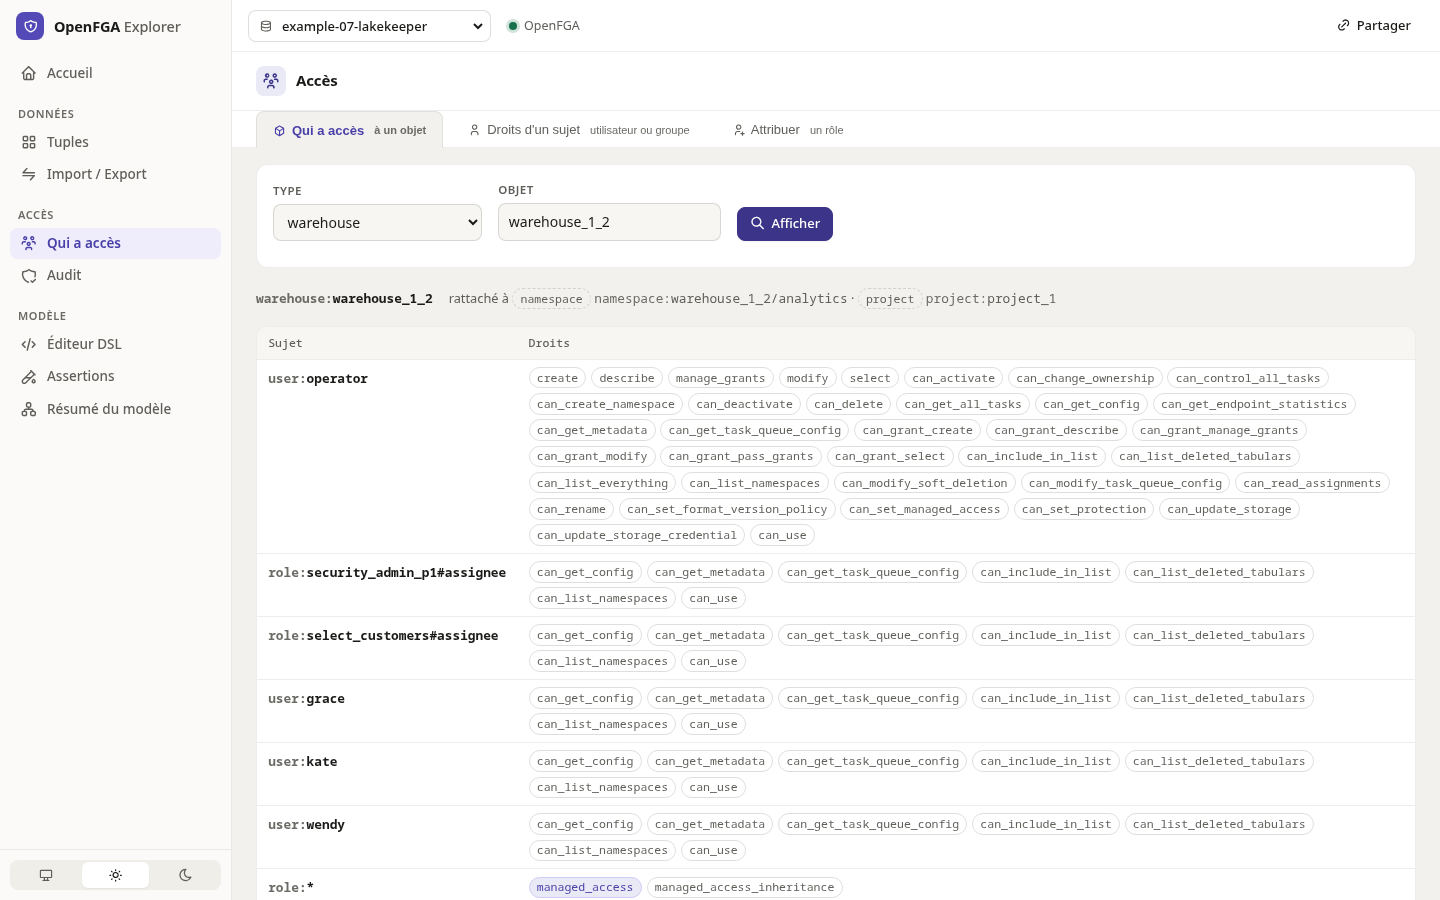 OpenFGA Explorer
example-07-lakekeeper
OpenFGA
Partager
Accueil
DONNÉES
Tuples
Import / Export
ACCÈS
Qui a accès
Audit
MODÈLE
Éditeur DSL
Assertions
Résumé du modèle
Accès
Qui a accès à un objet
Droits d'un sujet utilisateur ou groupe
Attribuer un rôle
TYPE
OBJET
warehouse
warehouse_1_2
Afficher
warehouse:warehouse_1_2 rattaché à namespace namespace:warehouse_1_2/analytics · project project:project_1
Sujet Droits
user:operator create describe manage_grants modify select can_activate can_change_ownership can_control_all_tasks
can_create_namespace can_deactivate can_delete can_get_all_tasks can_get_config can_get_endpoint_statistics
can_get_metadata can_get_task_queue_config can_grant_create can_grant_describe can_grant_manage_grants
can_grant_modify can_grant_pass_grants can_grant_select can_include_in_list can_list_deleted_tabulars
can_list_everything can_list_namespaces can_modify_soft_deletion can_modify_task_queue_config can_read_assignments
can_rename can_set_format_version_policy can_set_managed_access can_set_protection can_update_storage
can_update_storage_credential can_use
role:security_admin_p1#assignee can_get_config can_get_metadata can_get_task_queue_config can_include_in_list can_list_deleted_tabulars
can_list_namespaces can_use
role:select_customers#assignee can_get_config can_get_metadata can_get_task_queue_config can_include_in_list can_list_deleted_tabulars
can_list_namespaces can_use
user:grace can_get_config can_get_metadata can_get_task_queue_config can_include_in_list can_list_deleted_tabulars
can_list_namespaces can_use
user:kate can_get_config can_get_metadata can_get_task_queue_config can_include_in_list can_list_deleted_tabulars
can_list_namespaces can_use
user:wendy can_get_config can_get_metadata can_get_task_queue_config can_include_in_list can_list_deleted_tabulars
can_list_namespaces can_use
role:* managed_access managed_access_inheritance